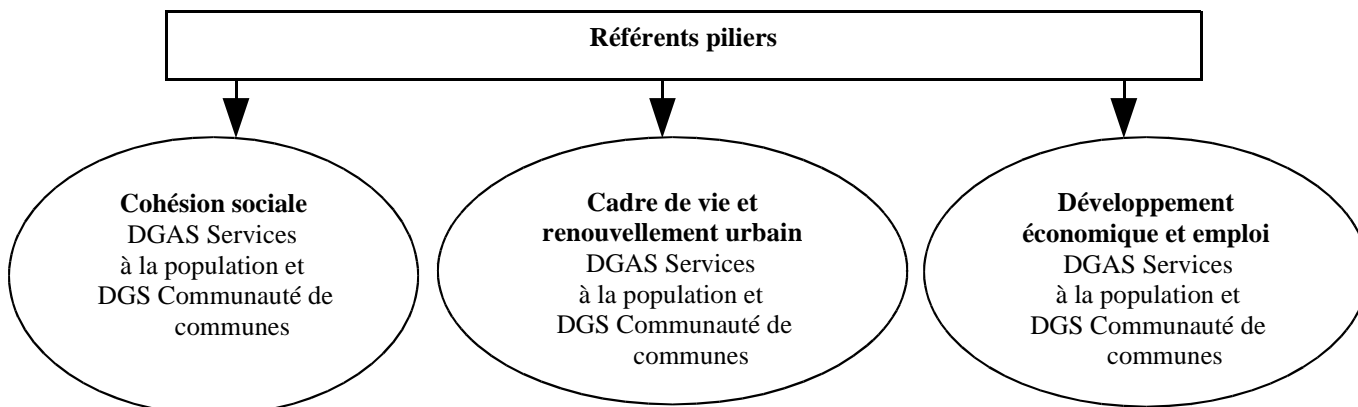 Référents piliers
Cohésion sociale
DGAS Services
à la population et
DGS Communauté de
communes
Cadre de vie et
renouvellement urbain
DGAS Services
à la population et
DGS Communauté de
communes
Développement
économique et emploi
DGAS Services
à la population et
DGS Communauté de
communes